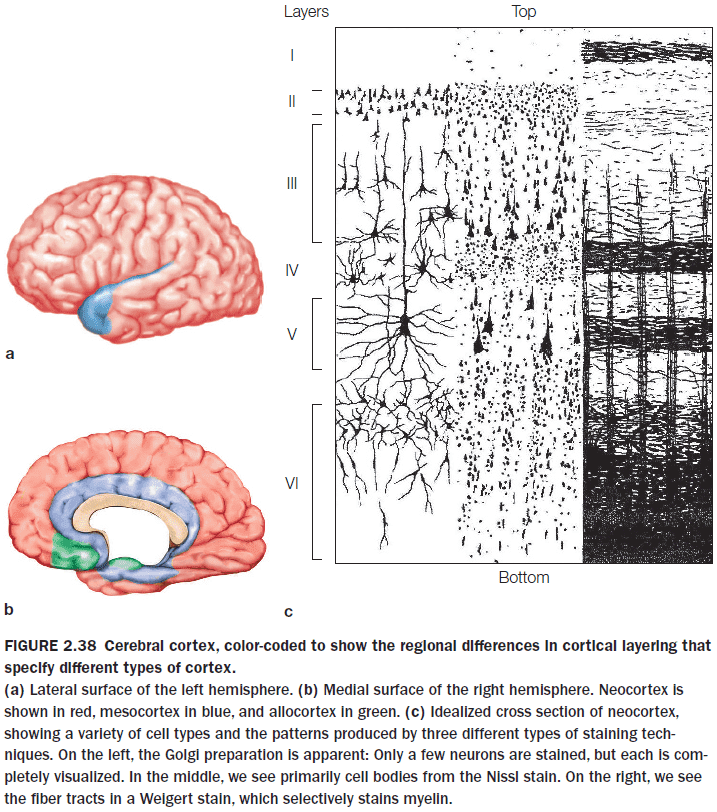 Layers
Top
I
II
III
IV
V
VI
a
b
Bottom
c
FIGURE 2.38 Cerebral cortex, color-coded to show the regional differences in cortical layering that
specify different types of cortex.
(a) Lateral surface of the left hemisphere. (b) Medial surface of the right hemisphere. Neocortex is
shown in red, mesocortex in blue, and allocortex in green. (c) Idealized cross section of neocortex,
showing a variety of cell types and the patterns produced by three different types of staining tech-
niques. On the left, the Golgi preparation is apparent: Only a few neurons are stained, but each is com-
pletely visualized. In the middle, we see primarily cell bodies from the Nissl stain. On the right, we see
the fiber tracts in a Weigert stain, which selectively stains myelin.